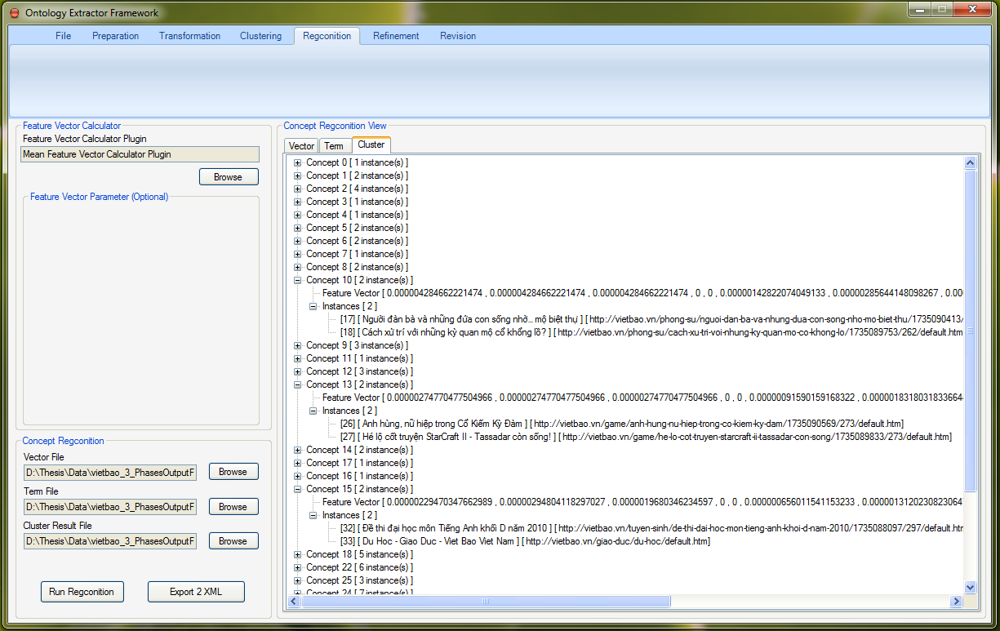 Ontology Extractor Framework
File Preparation Transformation Clustering Regconition Refinement Revision
Feature Vector Calculator
Feature Vector Calculator Plugin
Mean Feature Vector Calculator Plugin
Browse
Feature Vector Parameter (Optional)
Concept Regconition
Vector File
D:\Thesis\Data\vietbao_3_PhasesOutputF
Browse
Term File
D:\Thesis\Data\vietbao_3_PhasesOutputF
Browse
Cluster Result File
D:\Thesis\Data\vietbao_3_PhasesOutputF
Browse
Run Regconition
Export 2 XML
Concept Regconition View
Vector Term Cluster
Concept 0 [ 1 instance(s) ]
Concept 1 [ 2 instance(s) ]
Concept 2 [ 4 instance(s) ]
Concept 3 [ 1 instance(s) ]
Concept 4 [ 1 instance(s) ]
Concept 5 [ 2 instance(s) ]
Concept 6 [ 2 instance(s) ]
Concept 7 [ 1 instance(s) ]
Concept 8 [ 2 instance(s) ]
Concept 10 [ 2 instance(s) ]
Feature Vector [ 0.000004284662221474 , 0.000004284662221474 , 0.000004284662221474 , 0 , 0 , 0.00000142822074049133 , 0.00000285644148098267 , 0.00
Instances [ 2 ]
[17] [ Người đàn bà và những đứa con sống nhờ... mộ biệt thự ] [ http://vietbao.vn/phong-su/nguoi-dan-ba-va-nhung-dua-con-song-nho-mo-biet-thu/1735090413/
[18] [ Cách xử trí với những kỳ quan mộ cổ khổng lồ? ] [ http://vietbao.vn/phong-su/cach-xu-tri-voi-nhung-ky-quan-mo-co-khong-lo/1735089753/262/default.htm
Concept 9 [ 3 instance(s) ]
Concept 11 [ 1 instance(s) ]
Concept 12 [ 3 instance(s) ]
Concept 13 [ 2 instance(s) ]
Feature Vector [ 0.00000274770477504966 , 0.00000274770477504966 , 0.00000274770477504966 , 0 , 0 , 0.00000091590159168322 , 0.0000018318031833664
Instances [ 2 ]
[26] [ Anh hùng, nữ hiệp trong Cổ Kiếm Kỳ Đàm ] [ http://vietbao.vn/game/anh-hung-nu-hiep-trong-co-kiem-ky-dam/1735090569/273/default.htm]
[27] [ Hé lộ cốt truyện StarCraft II - Tassadar còn sống! ] [ http://vietbao.vn/game/he-lo-cot-truyen-starcraft-ii-tassadar-con-song/1735089833/273/default.htm]
Concept 14 [ 2 instance(s) ]
Concept 17 [ 1 instance(s) ]
Concept 16 [ 1 instance(s) ]
Concept 15 [ 2 instance(s) ]
Feature Vector [ 0.00000229470347662989 , 0.00000294804118297027 , 0.0000019680346234597 , 0 , 0 , 0.000000656011541153233 , 0.0000013120230823064
Instances [ 2 ]
[32] [ Đề thi đại học môn Tiếng Anh khối D năm 2010 ] [ http://vietbao.vn/tuyen-sinh/de-thi-dai-hoc-mon-tieng-anh-khoi-d-nam-2010/1735088097/297/default.htm
[33] [ Du Hoc - Giao Duc - Viet Bao Viet Nam ] [ http://vietbao.vn/giao-duc/du-hoc/default.htm]
Concept 18 [ 5 instance(s) ]
Concept 22 [ 6 instance(s) ]
Concept 25 [ 3 instance(s) ]
Concept 24 [ 7 instance(s) ]